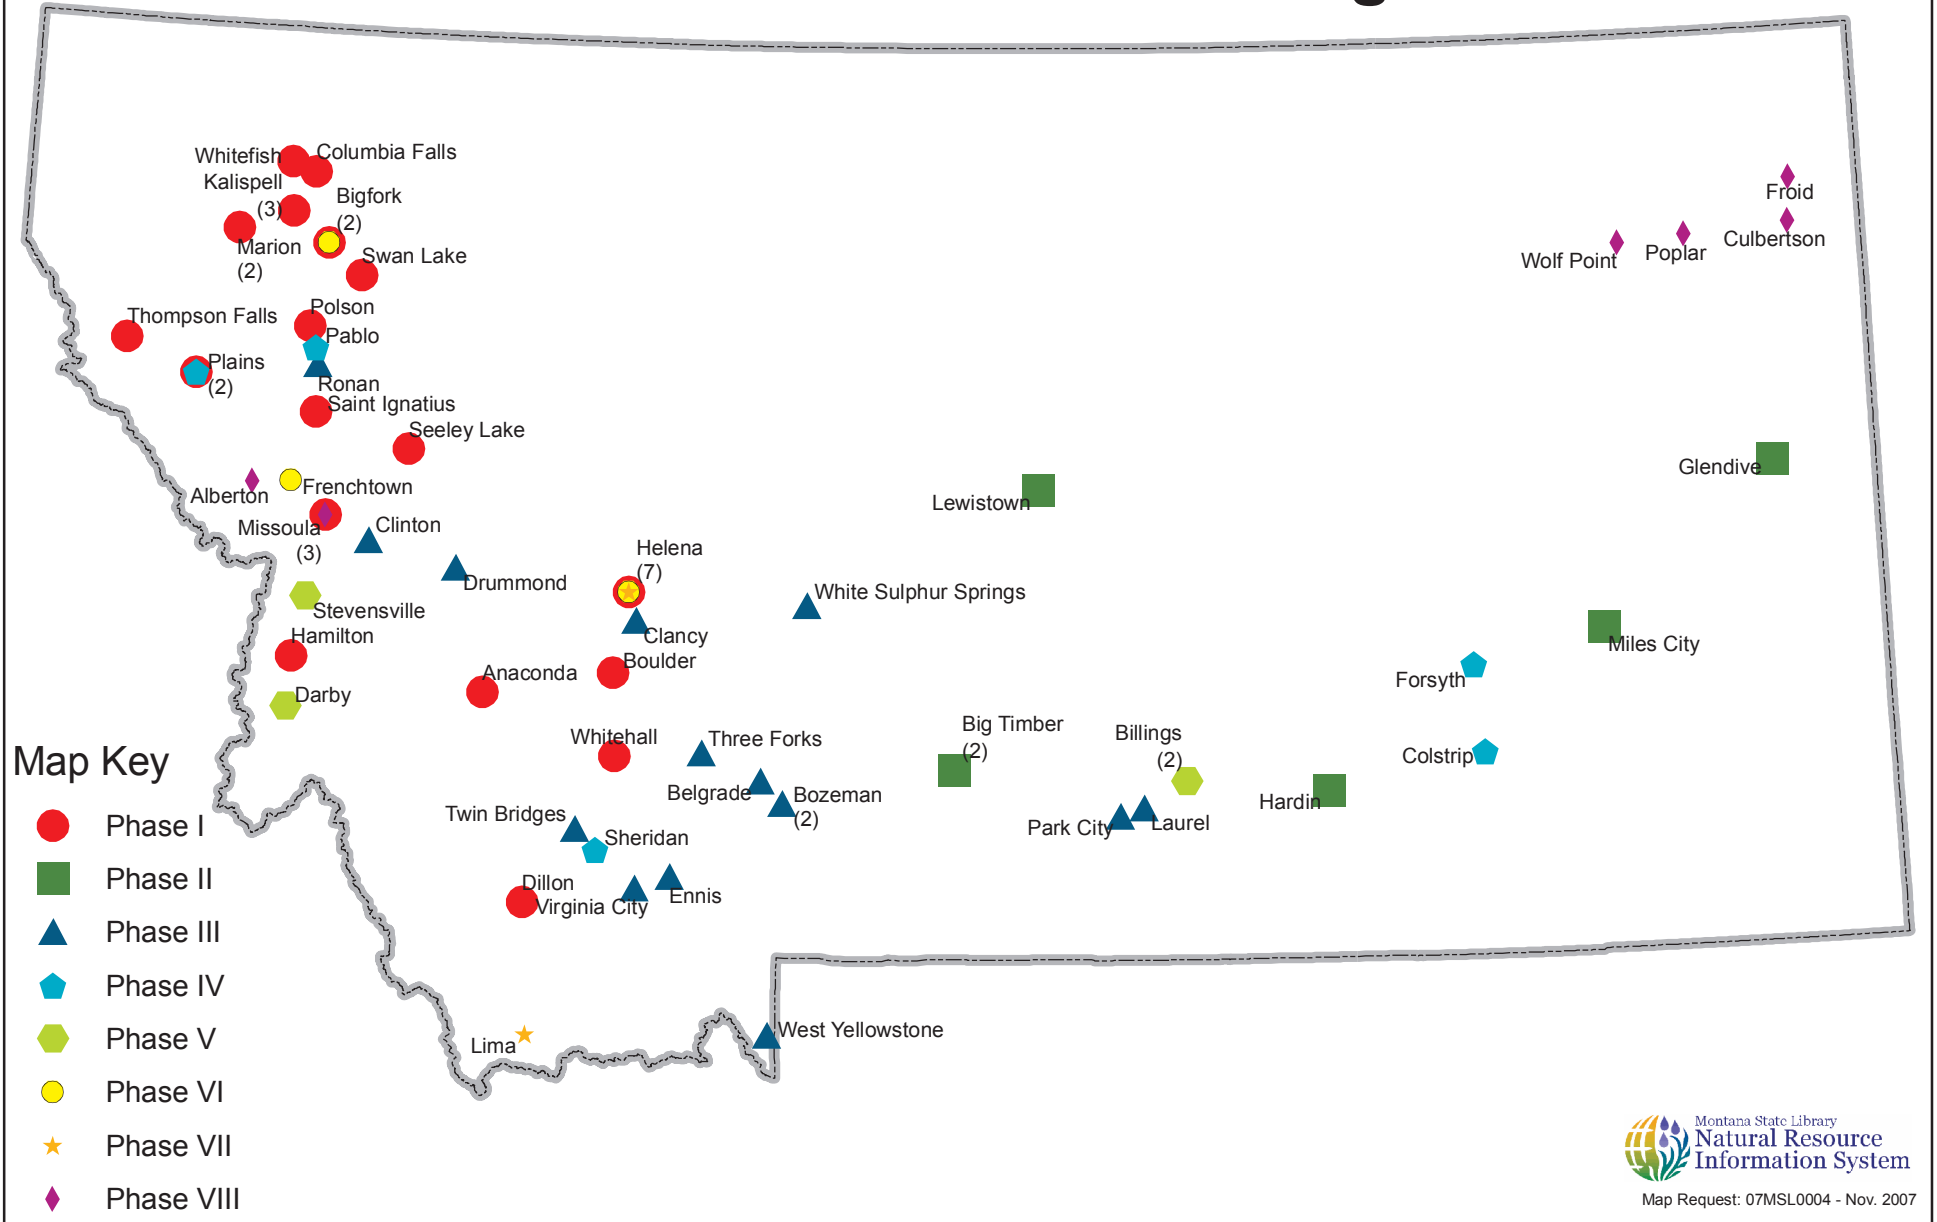 Whitefish
Columbia Falls
Kalispell
(3)
Bigfork
(2)
Marion
(2)
Swan Lake
Thompson Falls
Polson
Pablo
Plains
(2)
Ronan
Saint Ignatius
Seeley Lake
Alberton
Frenchtown
Missoula
(3)
Clinton
Drummond
Helena
(7)
Clancy
White Sulphur Springs
Stevensville
Hamilton
Darby
Anaconda
Boulder
Whitehall
Three Forks
Belgrade
Bozeman
(2)
Twin Bridges
Sheridan
Dillon
Virginia City
Ennis
Lima
West Yellowstone
Lewistown
Big Timber
(2)
Billings
(2)
Park City
Laurel
Hardin
Forsyth
Colstrip
Miles City
Glendive
Wolf Point
Poplar
Culbertson
Froid
Map Key
Phase I
Phase II
Phase III
Phase IV
Phase V
Phase VI
Phase VII
Phase VIII
Montana State Library
Natural Resource
Information System
Map Request: 07MSL0004 - Nov. 2007